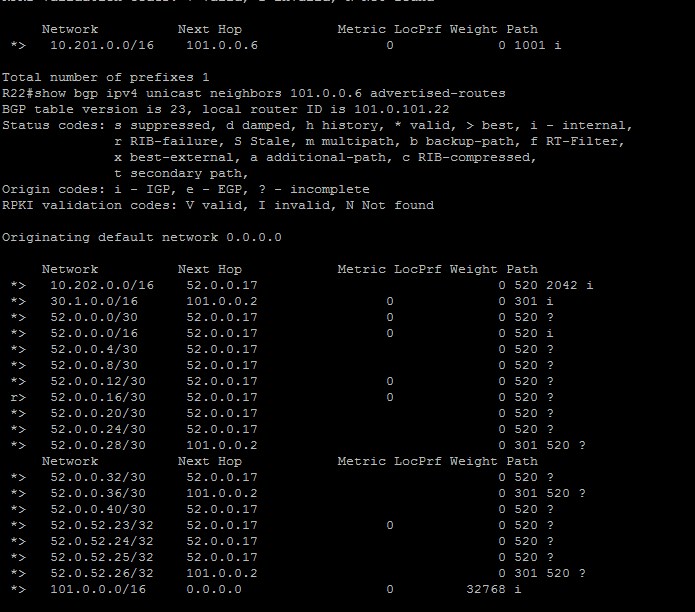 Network          Next Hop            Metric LocPrf Weight Path
 *>   10.201.0.0/16    101.0.0.6                0             0 1001 i
Total number of prefixes 1
R22#show bgp ipv4 unicast neighbors 101.0.0.6 advertised-routes
BGP table version is 23, local router ID is 101.0.101.22
Status codes: s suppressed, d damped, h history, * valid, > best, i - internal,
              r RIB-failure, S Stale, m multipath, b backup-path, f RT-Filter,
              x best-external, a additional-path, c RIB-compressed,
              t secondary path,
Origin codes: i - IGP, e - EGP, ? - incomplete
RPKI validation codes: V valid, I invalid, N Not found
Originating default network 0.0.0.0
     Network          Next Hop            Metric LocPrf Weight Path
 *>   10.202.0.0/16    52.0.0.17                              0 520 2042 i
 *>   30.1.0.0/16      101.0.0.2                0             0 301 i
 *>   52.0.0.0/30      52.0.0.17                0             0 520 ?
 *>   52.0.0.0/16      52.0.0.17                0             0 520 i
 *>   52.0.0.4/30      52.0.0.17                              0 520 ?
 *>   52.0.0.8/30      52.0.0.17                              0 520 ?
 *>   52.0.0.12/30     52.0.0.17                0             0 520 ?
 r>   52.0.0.16/30     52.0.0.17                0             0 520 ?
 *>   52.0.0.20/30     52.0.0.17                              0 520 ?
 *>   52.0.0.24/30     52.0.0.17                              0 520 ?
 *>   52.0.0.28/30     101.0.0.2                              0 301 520 ?
     Network          Next Hop            Metric LocPrf Weight Path
 *>   52.0.0.32/30     52.0.0.17                              0 520 ?
 *>   52.0.0.36/30     101.0.0.2                              0 301 520 ?
 *>   52.0.0.40/30     52.0.0.17                              0 520 ?
 *>   52.0.52.23/32    52.0.0.17                0             0 520 ?
 *>   52.0.52.24/32    52.0.0.17                              0 520 ?
 *>   52.0.52.25/32    52.0.0.17                              0 520 ?
 *>   52.0.52.26/32    101.0.0.2                              0 301 520 ?
 *>   101.0.0.0/16     0.0.0.0                  0         32768 i